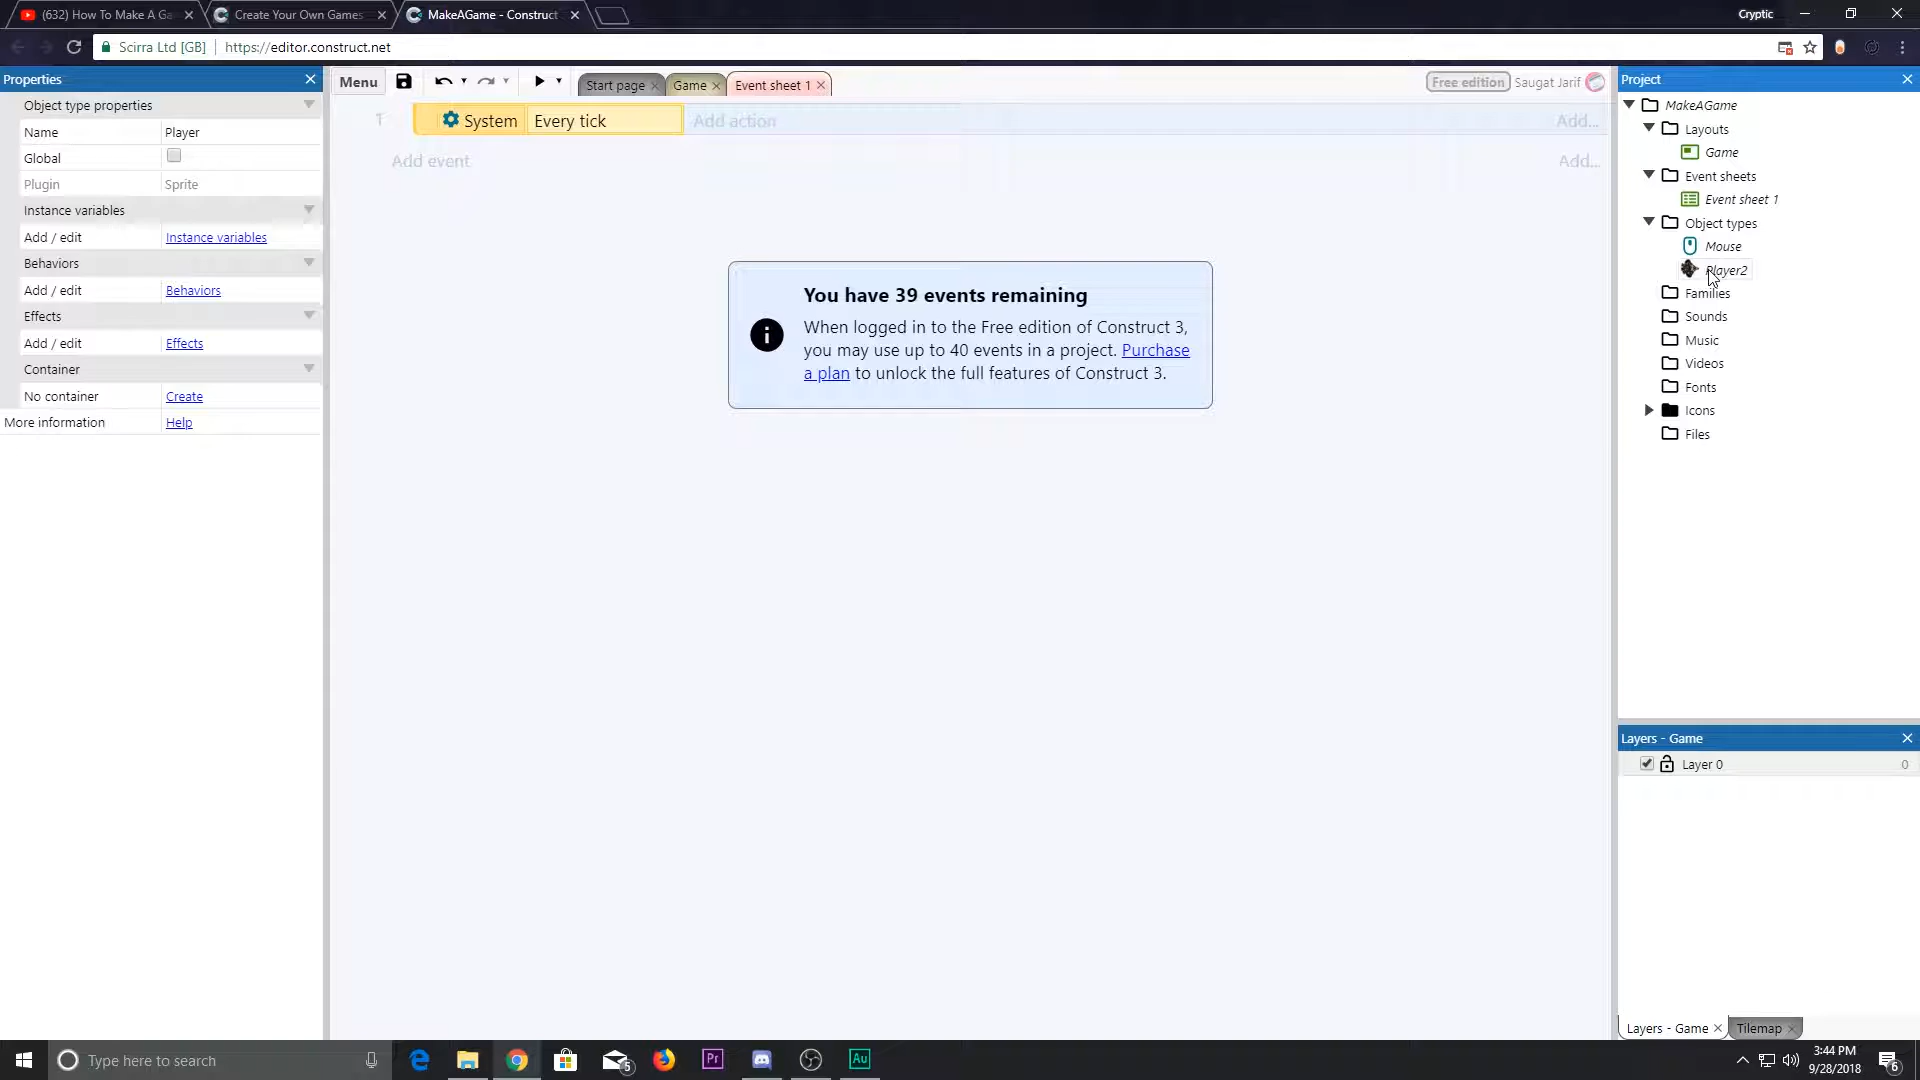 (632) How To Make A Ga
Create Your Own Games
MakeAGame - Construct
Cryptic
Scirra Ltd [GB]
https://editor.construct.net
Properties
Menu
Start page
Game
Event sheet 1
Free edition
Saugat Jarif
Project
Object type properties
Name
Player
Global
Plugin
Sprite
Instance variables
Add / edit
Instance variables
Behaviors
Add / edit
Behaviors
Effects
Add / edit
Effects
Container
No container
Create
More information
Help
1
System
Every tick
Add action
Add...
Add event
Add...
You have 39 events remaining
When logged in to the Free edition of Construct 3,
you may use up to 40 events in a project. Purchase
a plan to unlock the full features of Construct 3.
MakeAGame
Layouts
Game
Event sheets
Event sheet 1
Object types
Mouse
Player2
Families
Sounds
Music
Videos
Fonts
Icons
Files
Layers - Game
Layer 0
0
Layers - Game
Tilemap
Type here to search
5
Pr
Au
3:44 PM
9/28/2018
6